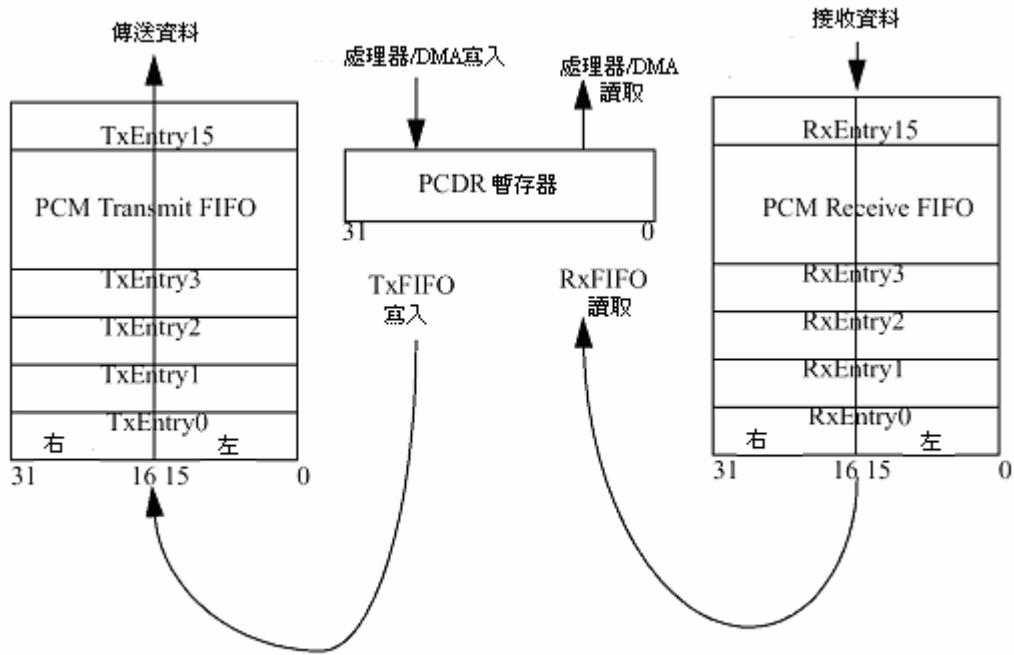 傳送資料
TxEntry15
PCM Transmit FIFO
TxEntry3
TxEntry2
TxEntry1
TxEntry0
右 左
31 16 15 0
處理器/DMA寫入
處理器/DMA
讀取
PCDR 暫存器
31 0
TxFIFO
寫入
RxFIFO
讀取
接收資料
RxEntry15
PCM Receive FIFO
RxEntry3
RxEntry2
RxEntry1
RxEntry0
右 左
31 16 15 0